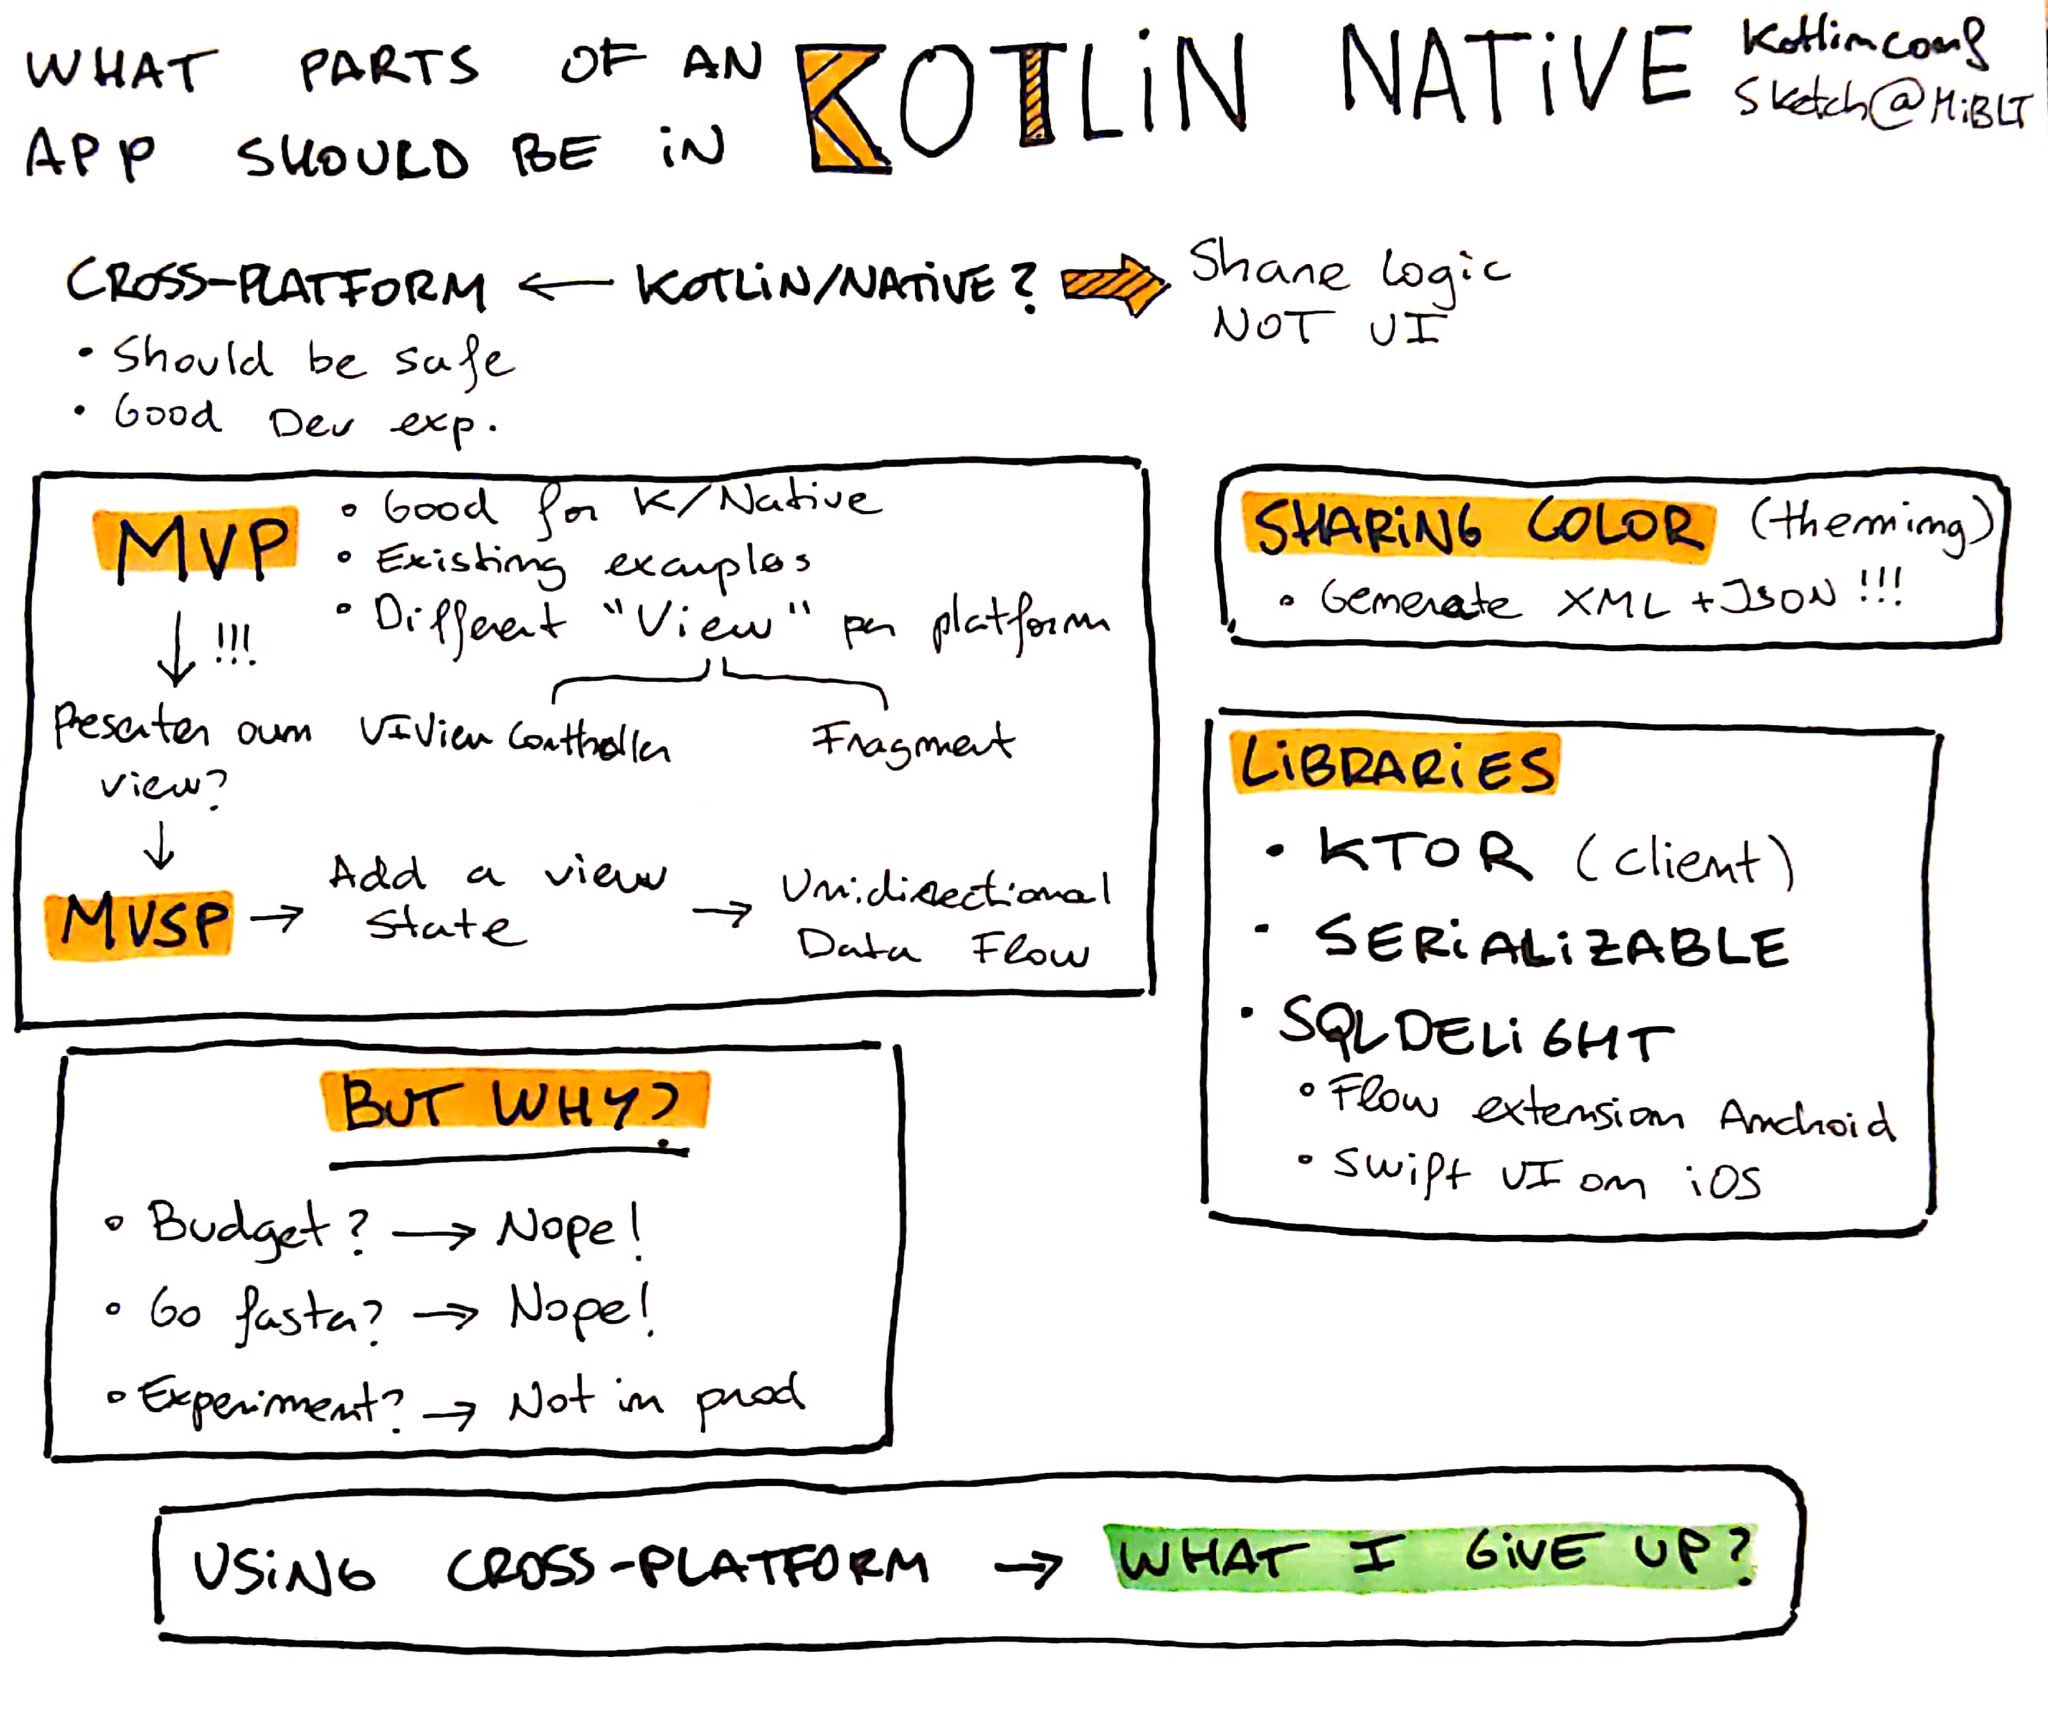 WHAT PARTS OF AN
APP SHOULD BE iN
KOTLiN NATiVE
Kotlinconf
Sketch@MiBLT
CROSS-PLATFORM ← KOTLiN/NATiVE?
Share Logic
NOT UI
• Should be safe
• Good Dev exp.
MVP
• Good for K/Native
• Existing examples
• Different "View" per platform
!!!
UIViewController
Fragment
Presenter own
view?
MVSP → Add a view
state
→ Unidirectional
Data Flow
SHARiNG COLOR (theming)
• Generate XML + JSON !!!
LiBRARiES
• KTOR (client)
• SERiALiZABLE
• SQLDELiGHT
• Flow extension Android
• Swift UI on iOS
BUT WHY?
• Budget? → Nope!
• Go faster? → Nope!
• Experiment? → Not in prod
USiNG CROSS-PLATFORM → WHAT I GiVE UP?